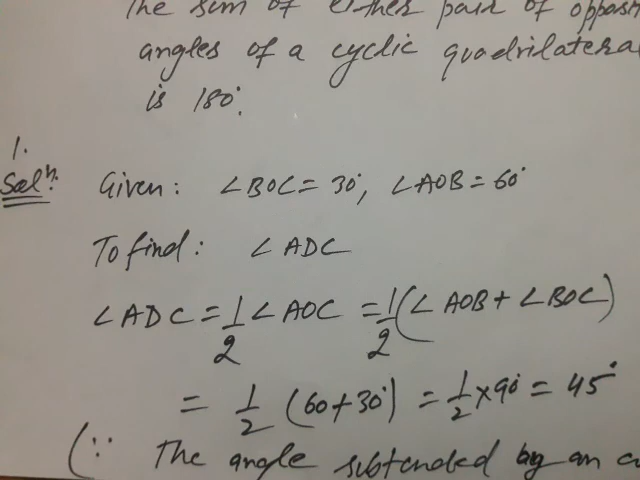 The sum of either pair of
angles of a cyclic quadrilateral
is 180°.
1.
Solⁿ: Given: ∠BOC = 30°, ∠AOB = 60°
To find: ∠ADC
∠ADC = 1/2 ∠AOC = 1/2 (∠AOB + ∠BOC)
= 1/2 (60+30°) = 1/2 × 90° = 45°
(∵ The angle subtended by an